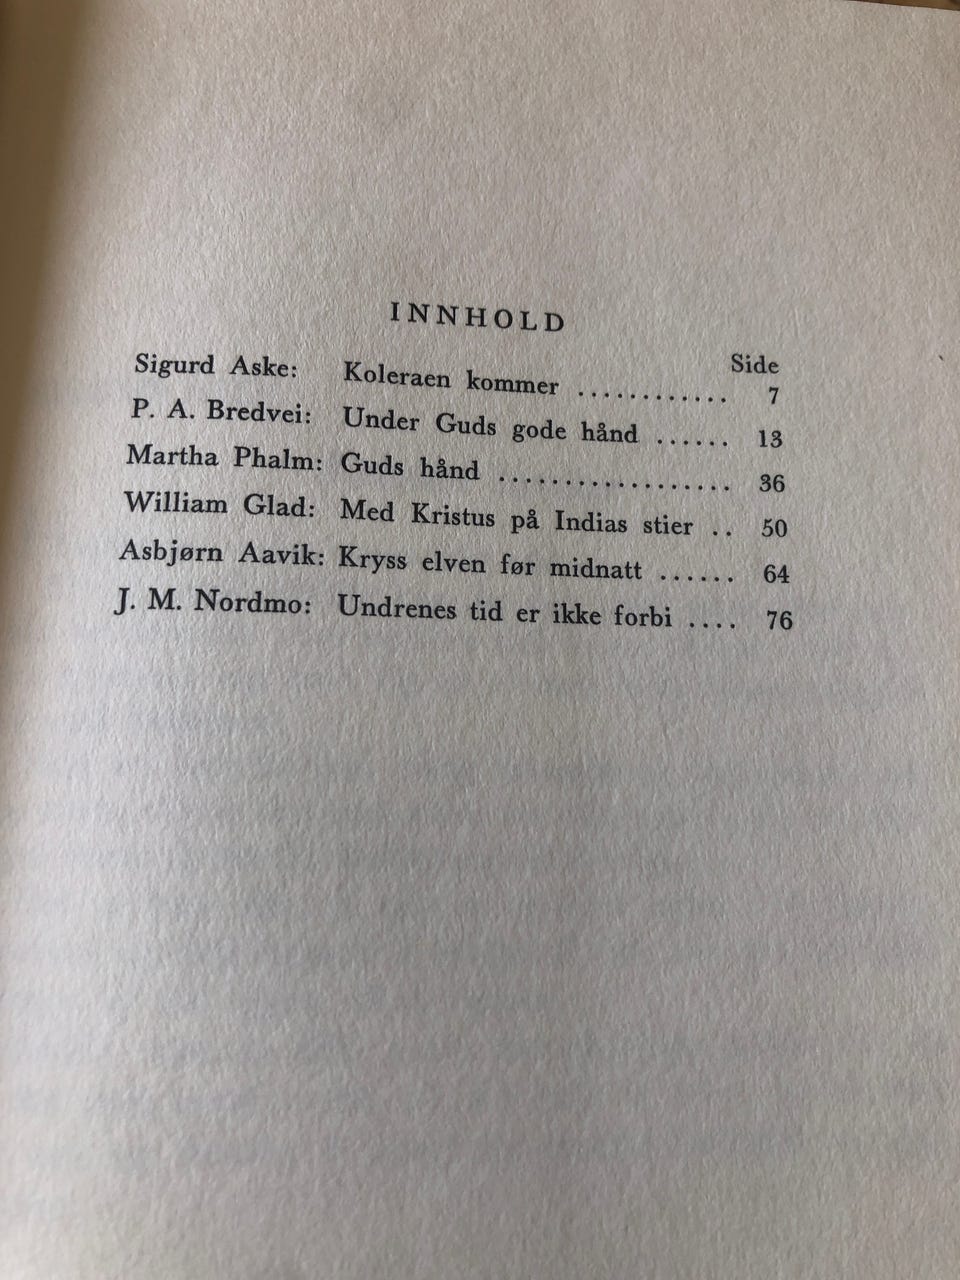 INNHOLD
Side
Sigurd Aske: Koleraen kommer ............ 7
P. A. Bredvei: Under Guds gode hånd ...... 13
Martha Phalm: Guds hånd .................. 36
William Glad: Med Kristus på Indias stier .. 50
Asbjørn Aavik: Kryss elven før midnatt ...... 64
J. M. Nordmo: Undrenes tid er ikke forbi .... 76